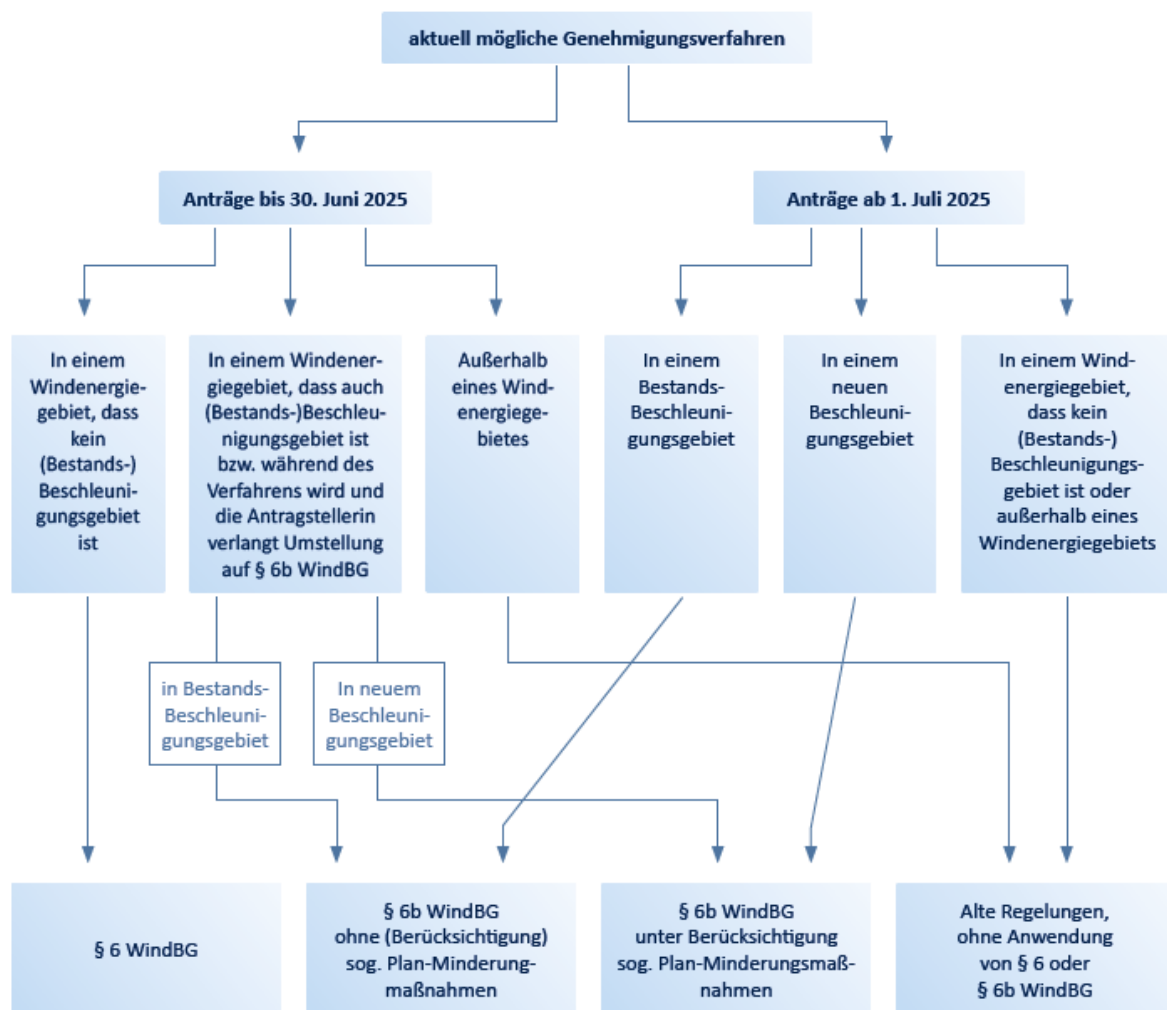 aktuell mögliche Genehmigungsverfahren
Anträge bis 30. Juni 2025
Anträge ab 1. Juli 2025
In einem
Windenergie-
gebiet, dass
kein
(Bestands-)
Beschleuni-
gungsgebiet
ist
In einem Windener-
giegebiet, dass auch
(Bestands-)Beschleu-
nigungsgebiet ist
bzw. während des
Verfahrens wird und
die Antragstellerin
verlangt Umstellung
auf § 6b WindBG
Außerhalb
eines Wind-
energiege-
bietes
In einem
Bestands-
Beschleuni-
gungsgebiet
In einem
neuen
Beschleuni-
gungsgebiet
In einem Wind-
energiegebiet,
dass kein
(Bestands-)
Beschleunigungs-
gebiet ist oder
außerhalb eines
Windenergiegebiets
in Bestands-
Beschleuni-
gungsgebiet
In neuem
Beschleuni-
gungsgebiet
§ 6 WindBG
§ 6b WindBG
ohne (Berücksichtigung)
sog. Plan-Minderung-
maßnahmen
§ 6b WindBG
unter Berücksichtigung
sog. Plan-Minderungsmaß-
nahmen
Alte Regelungen,
ohne Anwendung
von § 6 oder
§ 6b WindBG